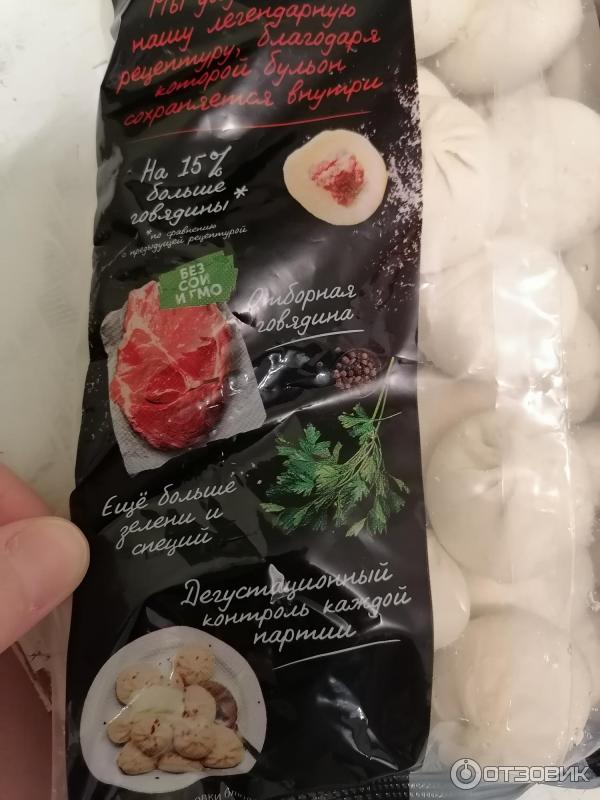 Мы
нашу легендарную
рецептуру, благодаря
которой бульон
сохраняется внутри
На 15%
больше
говядины*
*по сравнению
с предыдущей рецептурой
БЕЗ
СОИ
И ГМО
Отборная
говядина
Ещё больше
зелени и
специй
Дегустационный
контроль каждой
партии
ОТЗОВИК